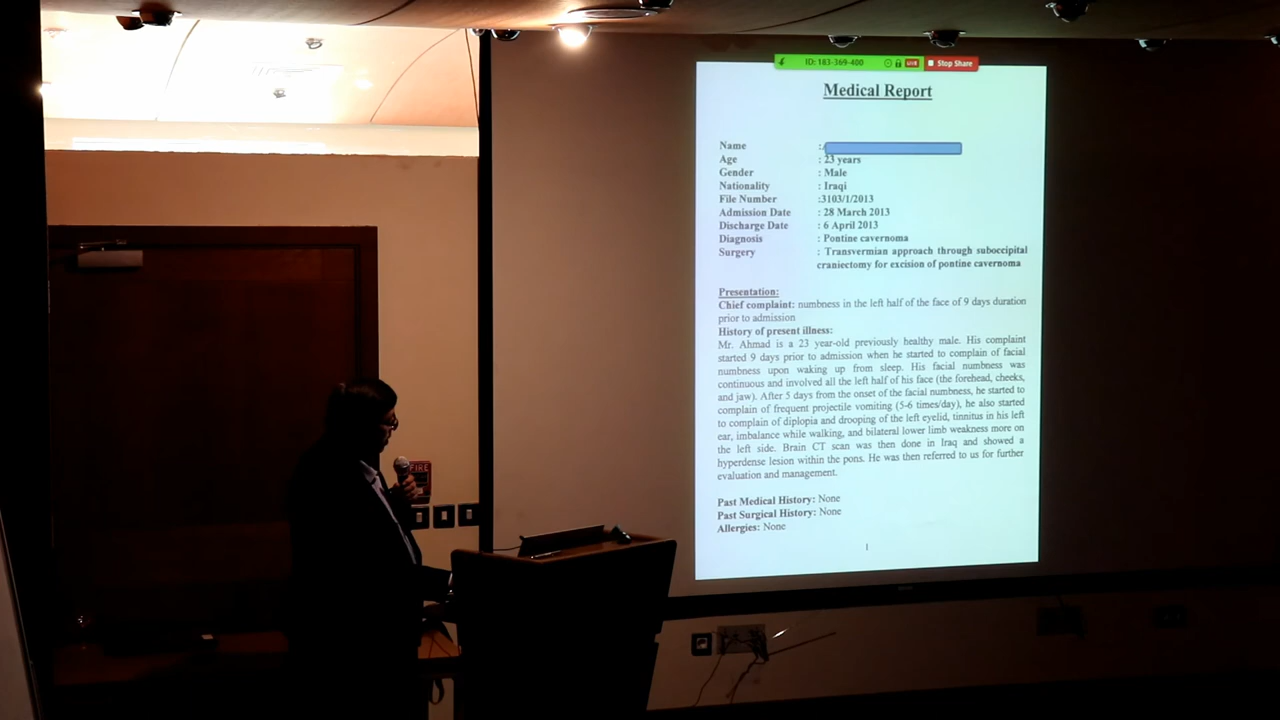 ID: 183-369-400 LIVE Stop Share
Medical Report
Name :
Age : 23 years
Gender : Male
Nationality : Iraqi
File Number :3103/1/2013
Admission Date : 28 March 2013
Discharge Date : 6 April 2013
Diagnosis : Pontine cavernoma
Surgery : Transvermian approach through suboccipital
craniectomy for excision of pontine cavernoma
Presentation:
Chief complaint: numbness in the left half of the face of 9 days duration
prior to admission
History of present illness:
Mr. Ahmad is a 23 year-old previously healthy male. His complaint
started 9 days prior to admission when he started to complain of facial
numbness upon waking up from sleep. His facial numbness was
continuous and involved all the left half of his face (the forehead, cheeks,
and jaw). After 5 days from the onset of the facial numbness, he started to
complain of frequent projectile vomiting (5-6 times/day), he also started
to complain of diplopia and drooping of the left eyelid, tinnitus in his left
ear, imbalance while walking, and bilateral lower limb weakness more on
the left side. Brain CT scan was then done in Iraq and showed a
hyperdense lesion within the pons. He was then referred to us for further
evaluation and management.
Past Medical History: None
Past Surgical History: None
Allergies: None
1
FIRE